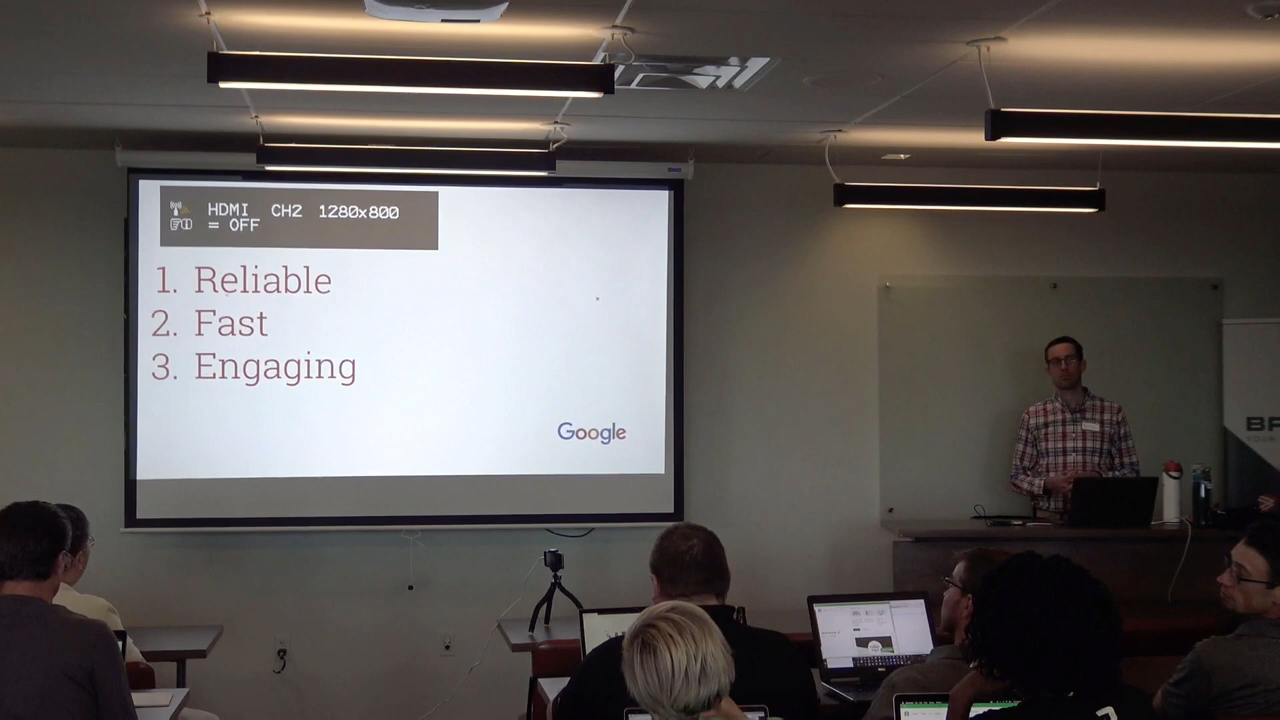 HDMI CH2 1280x800
= OFF
1. Reliable
2. Fast
3. Engaging
Google